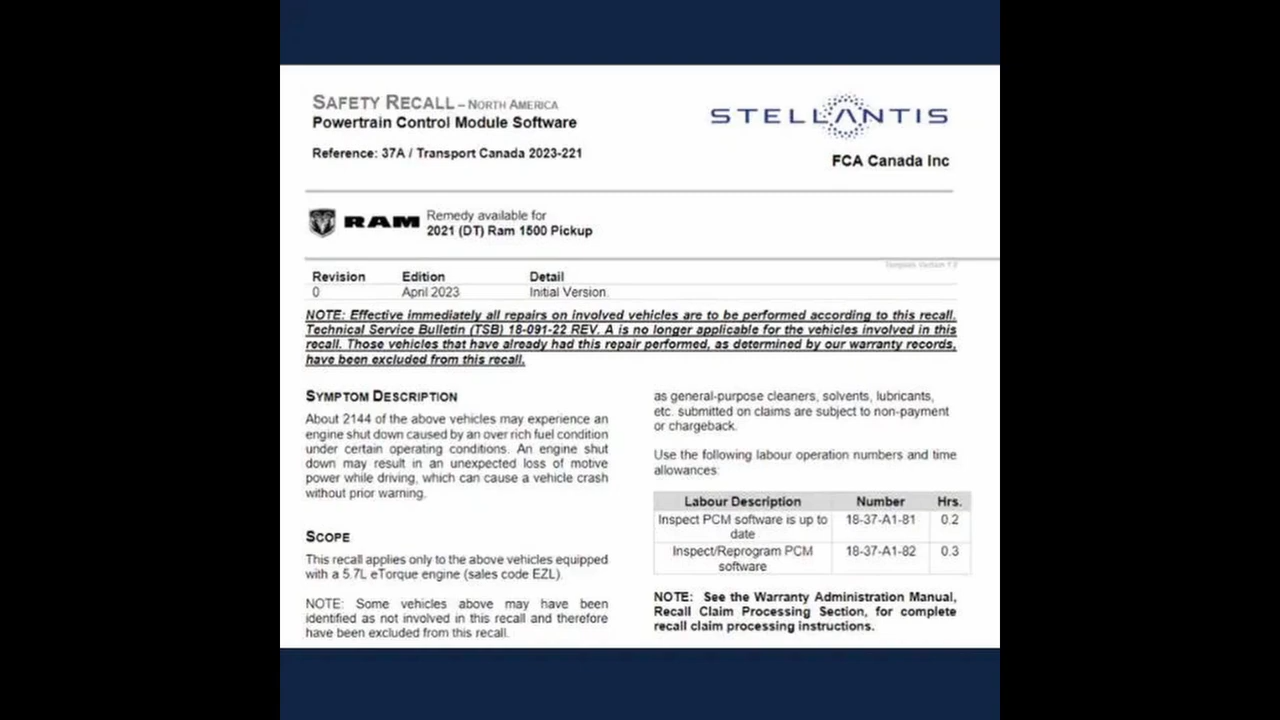 SAFETY RECALL – NORTH AMERICA
Powertrain Control Module Software
Reference: 37A / Transport Canada 2023-221
STELLANTIS
FCA Canada Inc
RAM
Remedy available for
2021 (DT) Ram 1500 Pickup
Template Version 1.0
Revision Edition Detail
0 April 2023 Initial Version.
NOTE: Effective immediately all repairs on involved vehicles are to be performed according to this recall.
Technical Service Bulletin (TSB) 18-091-22 REV. A is no longer applicable for the vehicles involved in this
recall. Those vehicles that have already had this repair performed, as determined by our warranty records,
have been excluded from this recall.
SYMPTOM DESCRIPTION
About 2144 of the above vehicles may experience an
engine shut down caused by an over rich fuel condition
under certain operating conditions. An engine shut
down may result in an unexpected loss of motive
power while driving, which can cause a vehicle crash
without prior warning.
SCOPE
This recall applies only to the above vehicles equipped
with a 5.7L eTorque engine (sales code EZL).
NOTE: Some vehicles above may have been
identified as not involved in this recall and therefore
have been excluded from this recall.
as general-purpose cleaners, solvents, lubricants,
etc. submitted on claims are subject to non-payment
or chargeback.
Use the following labour operation numbers and time
allowances:
Labour Description Number Hrs.
Inspect PCM software is up to 18-37-A1-81 0.2
date
Inspect/Reprogram PCM 18-37-A1-82 0.3
software
NOTE: See the Warranty Administration Manual,
Recall Claim Processing Section, for complete
recall claim processing instructions.